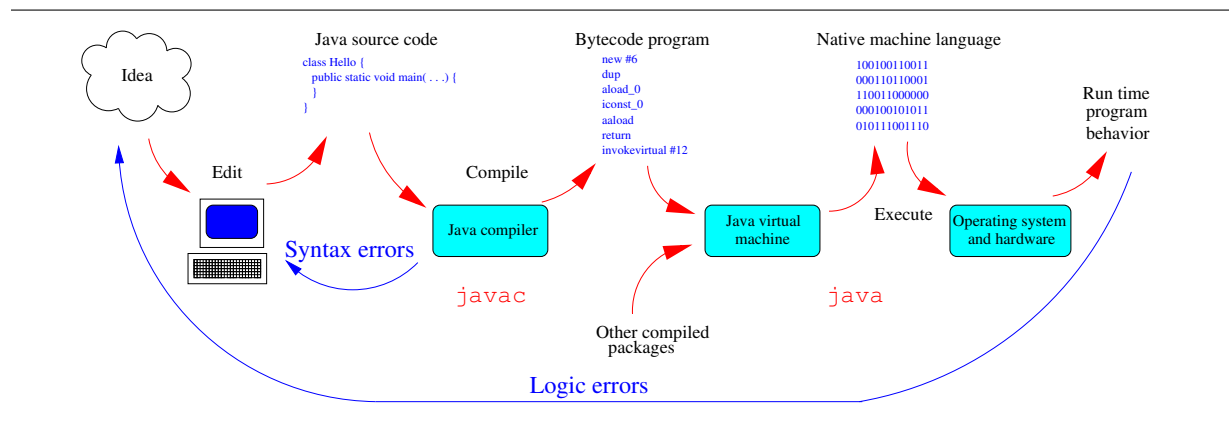 Idea
Edit
Java source code
class Hello {
public static void main( . . .) {
}
}
Syntax errors
Compile
Java compiler
javac
Bytecode program
new #6
dup
aload_0
iconst_0
aaload
return
invokevirtual #12
Java virtual
machine
Other compiled
packages
java
Native machine language
100100110011
000110110001
110011000000
000100101011
010111001110
Execute
Operating system
and hardware
Run time
program
behavior
Logic errors